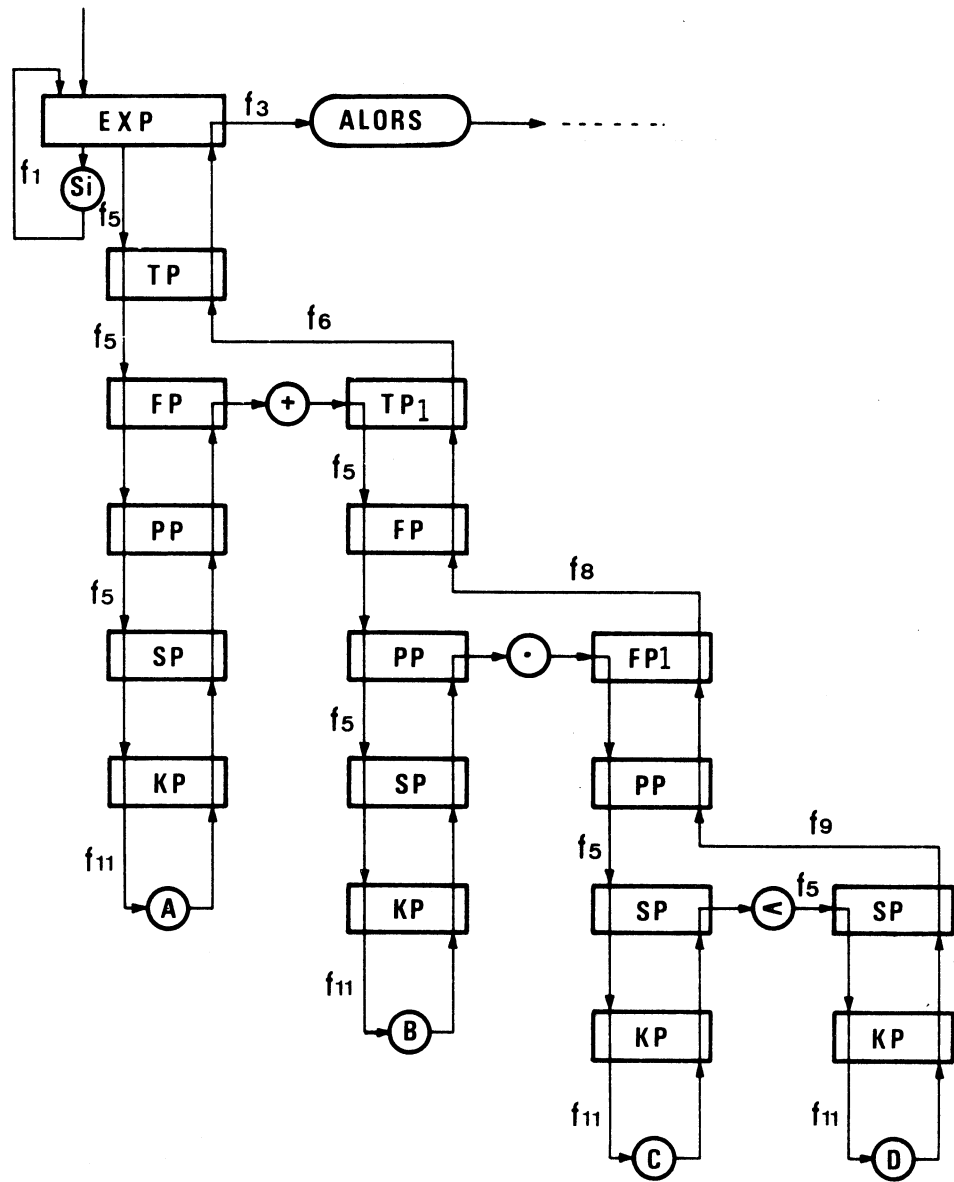 EXP f3 ALORS
f1 Si
f5
TP
f6
f5
FP + TP1
f5
PP FP
f8
f5
SP PP · FP1
f5
KP SP PP
f9
f11 f5 f5
A KP SP < SP
f11
B KP KP
f11 f11
C D